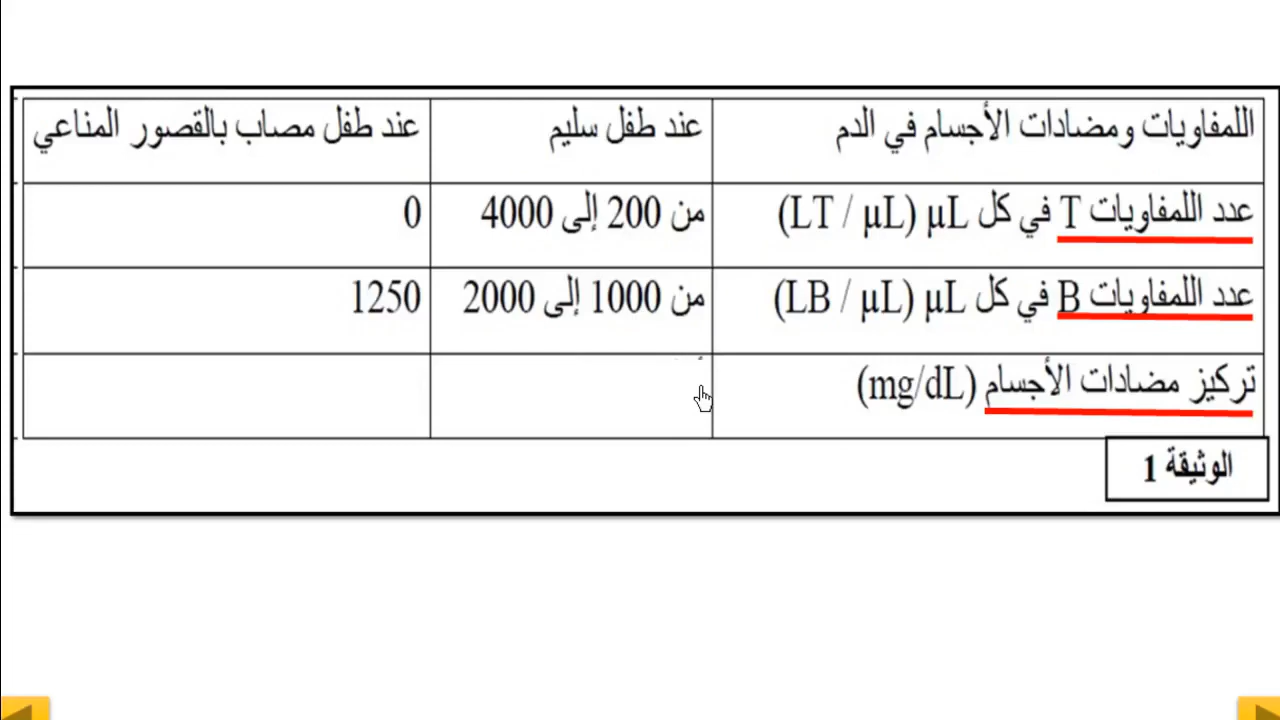 اللمفاويات ومضادات الأجسام في الدم عند طفل سليم عند طفل مصاب بالقصور المناعي
عدد اللمفاويات T في كل µL (LT / µL) من 200 إلى 4000 0
عدد اللمفاويات B في كل µL (LB / µL) من 1000 إلى 2000 1250
تركيز مضادات الأجسام (mg/dL)
الوثيقة 1